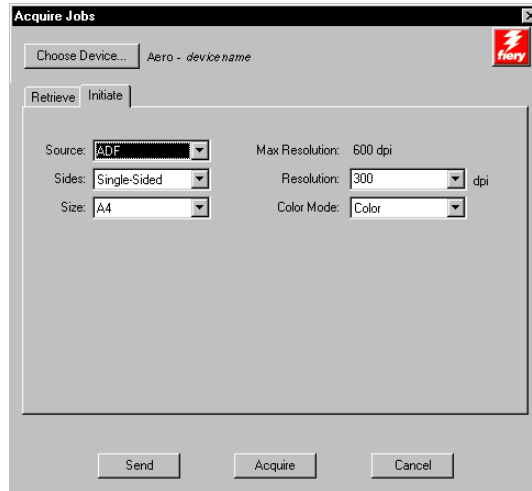 Acquire Jobs
Choose Device... Aero - devicename
fiery
Retrieve Initiate
Source: ADF Max Resolution: 600 dpi
Sides: Single-Sided Resolution: 300 dpi
Size: A4 Color Mode: Color
Send Acquire Cancel